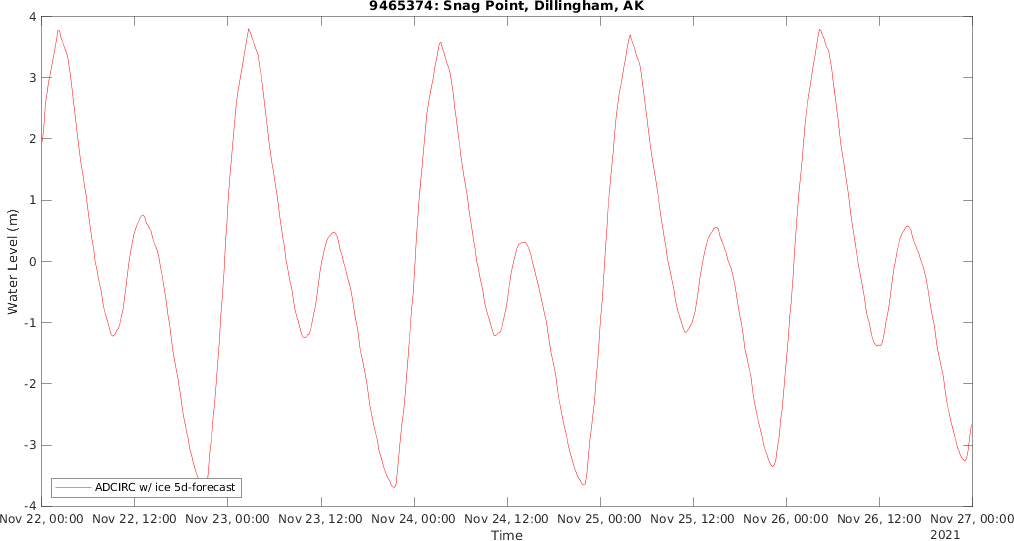 9465374: Snag Point, Dillingham, AK
4
3
2
1
0
-1
-2
-3
-4
Water Level (m)
ADCIRC w/ ice 5d-forecast
Nov 22, 00:00 Nov 22, 12:00 Nov 23, 00:00 Nov 23, 12:00 Nov 24, 00:00 Nov 24, 12:00 Nov 25, 00:00 Nov 25, 12:00 Nov 26, 00:00 Nov 26, 12:00 Nov 27, 00:00
Time
2021